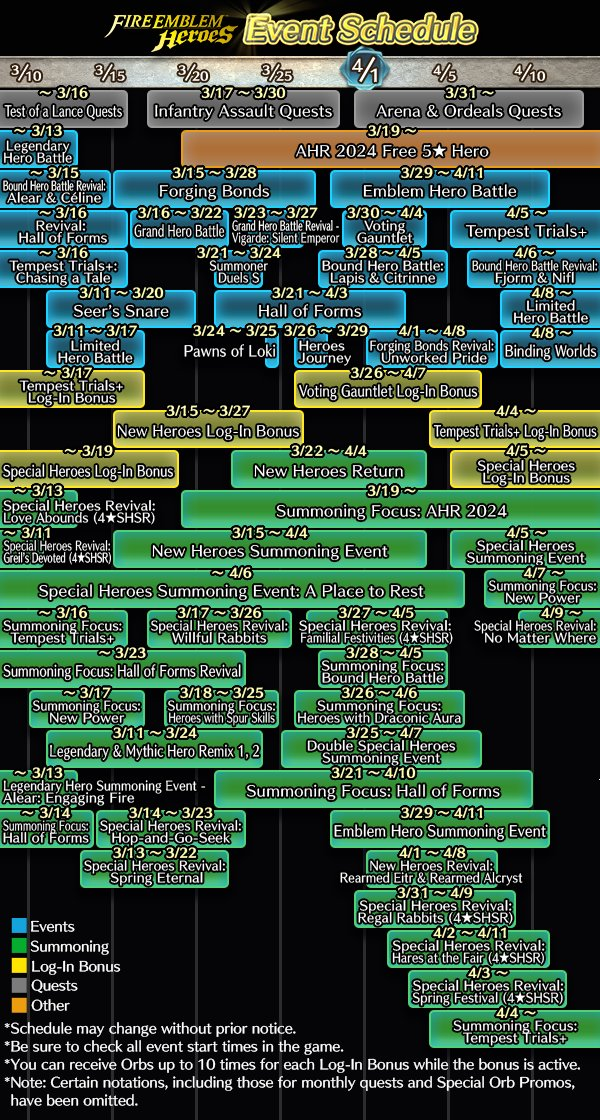 FIRE EMBLEM
Heroes
Event Schedule
3/10 3/15 3/20 3/25 4/1 4/5 4/10
~ 3/16
Test of a Lance Quests
3/17 ~ 3/30
Infantry Assault Quests
3/31 ~
Arena & Ordeals Quests
~ 3/13
Legendary
Hero Battle
3/19 ~
AHR 2024 Free 5★ Hero
~ 3/15
Bound Hero Battle Revival:
Alear & Céline
3/15 ~ 3/28
Forging Bonds
3/29 ~ 4/11
Emblem Hero Battle
~ 3/16
Revival:
Hall of Forms
3/16 ~ 3/22
Grand Hero Battle
3/23 ~ 3/27
Grand Hero Battle Revival -
Vigarde: Silent Emperor
3/30 ~ 4/4
Voting
Gauntlet
4/5 ~
Tempest Trials+
~ 3/16
Tempest Trials+:
Chasing a Tale
3/21 ~ 3/24
Summoner
Duels S
3/28 ~ 4/5
Bound Hero Battle:
Lapis & Citrinne
4/6 ~
Bound Hero Battle Revival:
Fjorm & Nifl
3/11 ~ 3/20
Seer's Snare
3/21 ~ 4/3
Hall of Forms
4/8 ~
Limited
Hero Battle
3/11 ~ 3/17
Limited
Hero Battle
3/24 ~ 3/25
Pawns of Loki
3/26 ~ 3/29
Heroes
Journey
4/1 ~ 4/8
Forging Bonds Revival:
Unworked Pride
4/8 ~
Binding Worlds
~ 3/17
Tempest Trials+
Log-In Bonus
3/26 ~ 4/7
Voting Gauntlet Log-In Bonus
3/15 ~ 3/27
New Heroes Log-In Bonus
4/4 ~
Tempest Trials+ Log-In Bonus
~ 3/19
Special Heroes Log-In Bonus
3/22 ~ 4/4
New Heroes Return
4/5 ~
Special Heroes
Log-In Bonus
~ 3/13
Special Heroes Revival:
Love Abounds (4★SHSR)
3/19 ~
Summoning Focus: AHR 2024
~ 3/11
Special Heroes Revival:
Greil's Devoted (4★SHSR)
3/15 ~ 4/4
New Heroes Summoning Event
4/5 ~
Special Heroes
Summoning Event
~ 4/6
Special Heroes Summoning Event: A Place to Rest
4/7 ~
Summoning Focus:
New Power
~ 3/16
Summoning Focus:
Tempest Trials+
3/17 ~ 3/26
Special Heroes Revival:
Willful Rabbits
3/27 ~ 4/5
Special Heroes Revival:
Familial Festivities (4★SHSR)
4/9 ~
Special Heroes Revival:
No Matter Where
~ 3/23
Summoning Focus: Hall of Forms Revival
3/28 ~ 4/5
Summoning Focus:
Bound Hero Battle
~ 3/17
Summoning Focus:
New Power
3/18 ~ 3/25
Summoning Focus:
Heroes with Spur Skills
3/26 ~ 4/6
Summoning Focus:
Heroes with Draconic Aura
3/11 ~ 3/24
Legendary & Mythic Hero Remix 1, 2
3/25 ~ 4/7
Double Special Heroes
Summoning Event
~ 3/13
Legendary Hero Summoning Event -
Alear: Engaging Fire
3/21 ~ 4/10
Summoning Focus: Hall of Forms
~ 3/14
Summoning Focus:
Hall of Forms
3/14 ~ 3/23
Special Heroes Revival:
Hop-and-Go-Seek
3/29 ~ 4/11
Emblem Hero Summoning Event
3/13 ~ 3/22
Special Heroes Revival:
Spring Eternal
4/1 ~ 4/8
New Heroes Revival:
Rearmed Eitr & Rearmed Alcryst
3/31 ~ 4/9
Special Heroes Revival:
Regal Rabbits (4★SHSR)
4/2 ~ 4/11
Special Heroes Revival:
Hares at the Fair (4★SHSR)
4/3 ~
Special Heroes Revival:
Spring Festival (4★SHSR)
4/4 ~
Summoning Focus:
Tempest Trials+
Events
Summoning
Log-In Bonus
Quests
Other
*Schedule may change without prior notice.
*Be sure to check all event start times in the game.
*You can receive Orbs up to 10 times for each Log-In Bonus while the bonus is active.
*Note: Certain notations, including those for monthly quests and Special Orb Promos,
have been omitted.